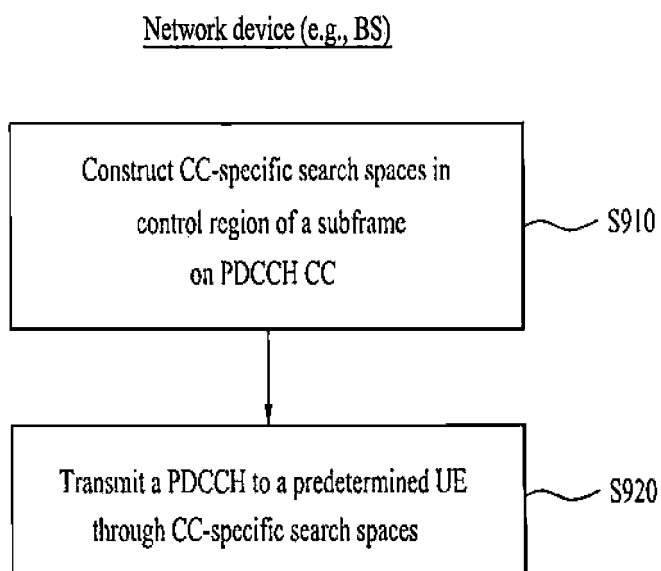 Network device (e.g., BS)
Construct CC-specific search spaces in
control region of a subframe
on PDCCH CC
S910
Transmit a PDCCH to a predetermined UE
through CC-specific search spaces
S920